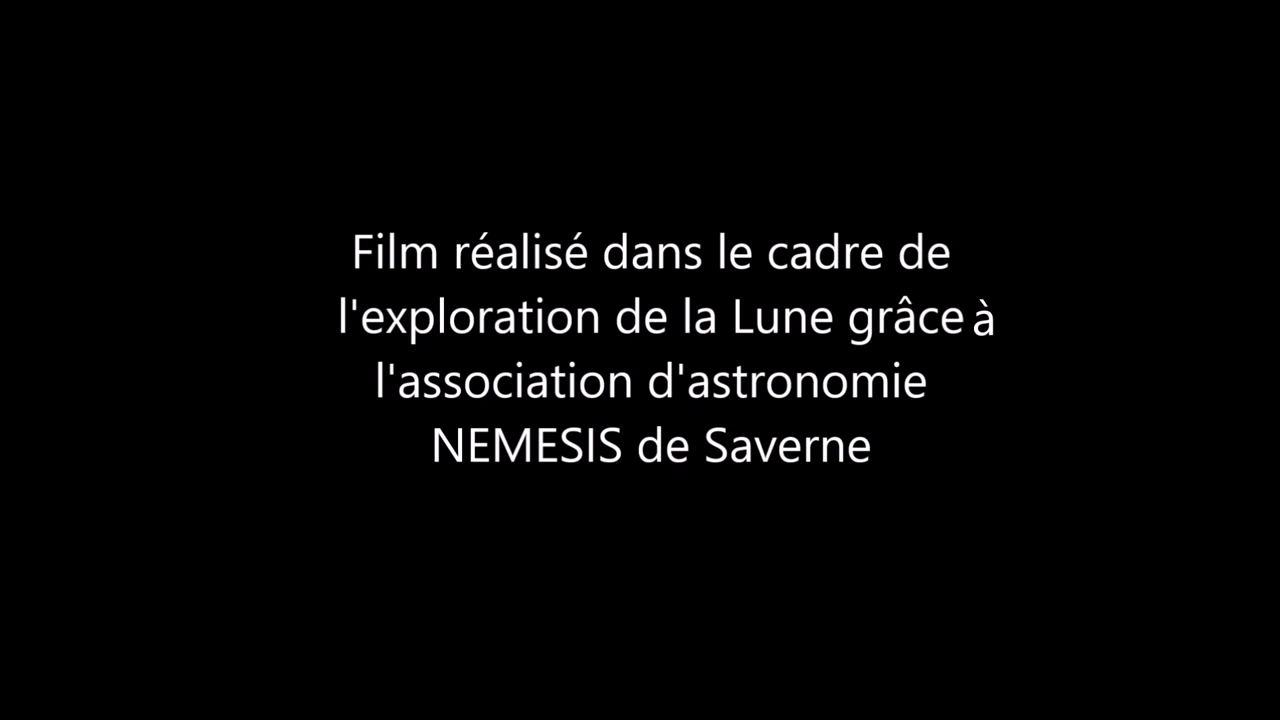 Film réalisé dans le cadre de
l'exploration de la Lune grâce à
l'association d'astronomie
NEMESIS de Saverne